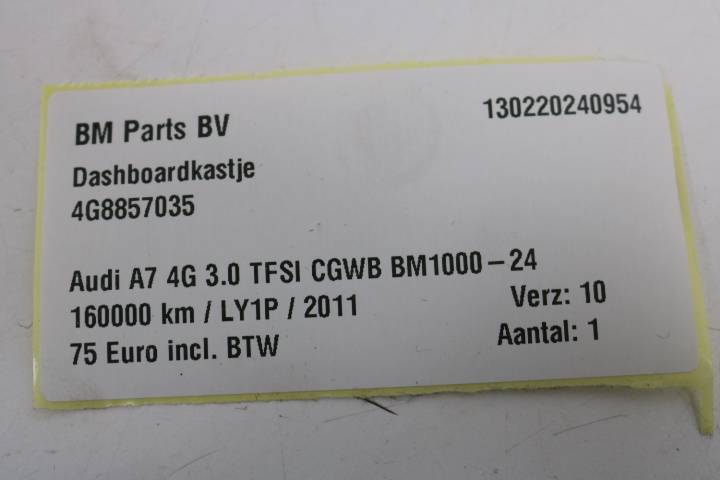 BM Parts BV
130220240954
Dashboardkastje
4G8857035
Audi A7 4G 3.0 TFSI CGWB BM1000-24
160000 km / LY1P / 2011
Verz: 10
75 Euro incl. BTW
Aantal: 1